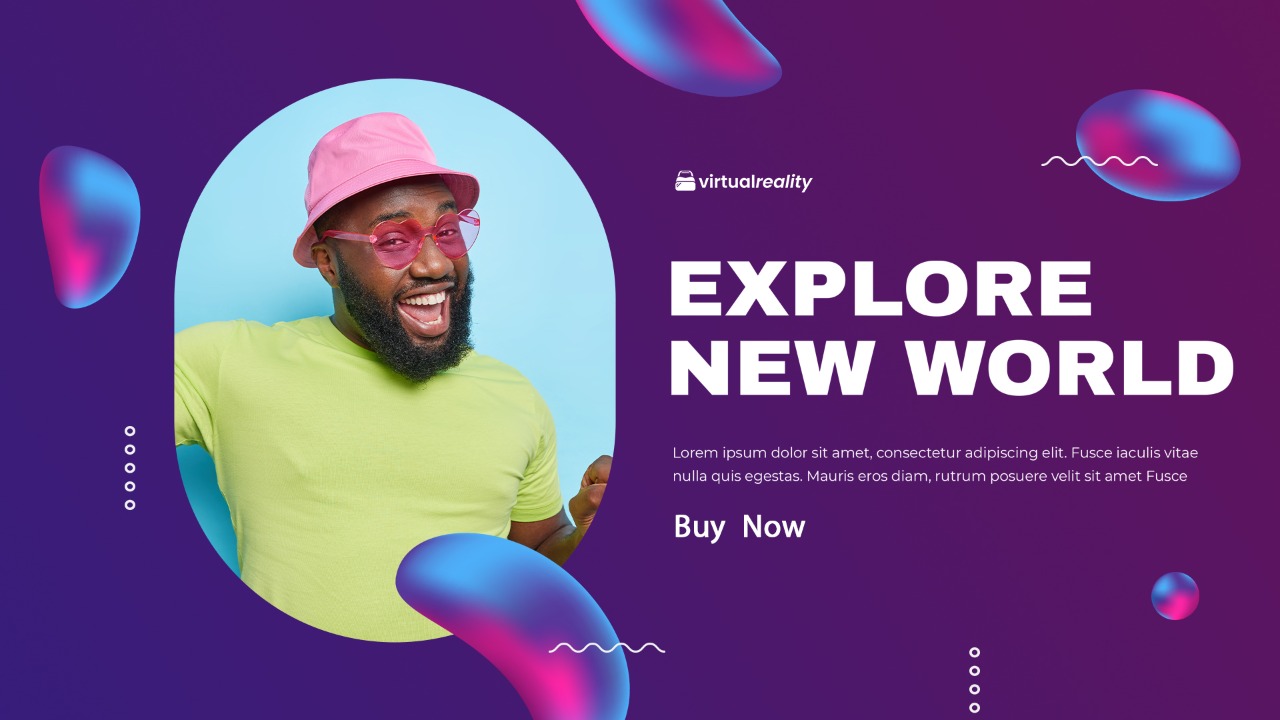 virtualreality
EXPLORE
NEW WORLD
Lorem ipsum dolor sit amet, consectetur adipiscing elit. Fusce iaculis vitae
nulla quis egestas. Mauris eros diam, rutrum posuere velit sit amet Fusce
Buy Now